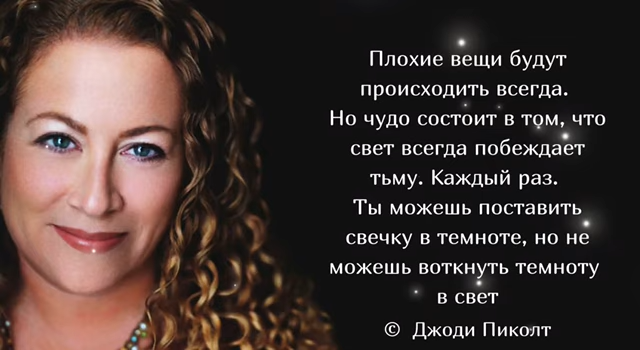 Плохие вещи будут
происходить всегда.
Но чудо состоит в том, что
свет всегда побеждает
тьму. Каждый раз.
Ты можешь поставить
свечку в темноте, но не
можешь воткнуть темноту
в свет
© Джоди Пиколт